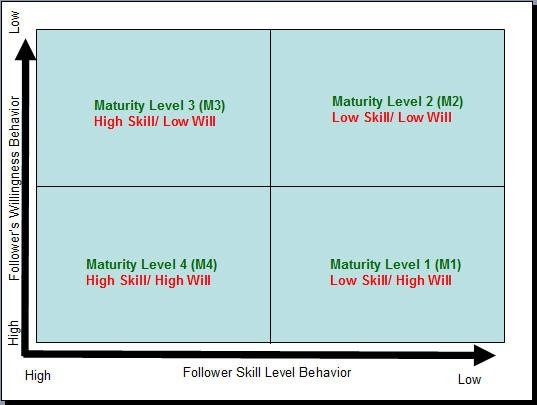 Low
Follower's Willingness Behavior
High
Maturity Level 3 (M3)
High Skill/ Low Will
Maturity Level 2 (M2)
Low Skill/ Low Will
Maturity Level 4 (M4)
High Skill/ High Will
Maturity Level 1 (M1)
Low Skill/ High Will
High
Follower Skill Level Behavior
Low